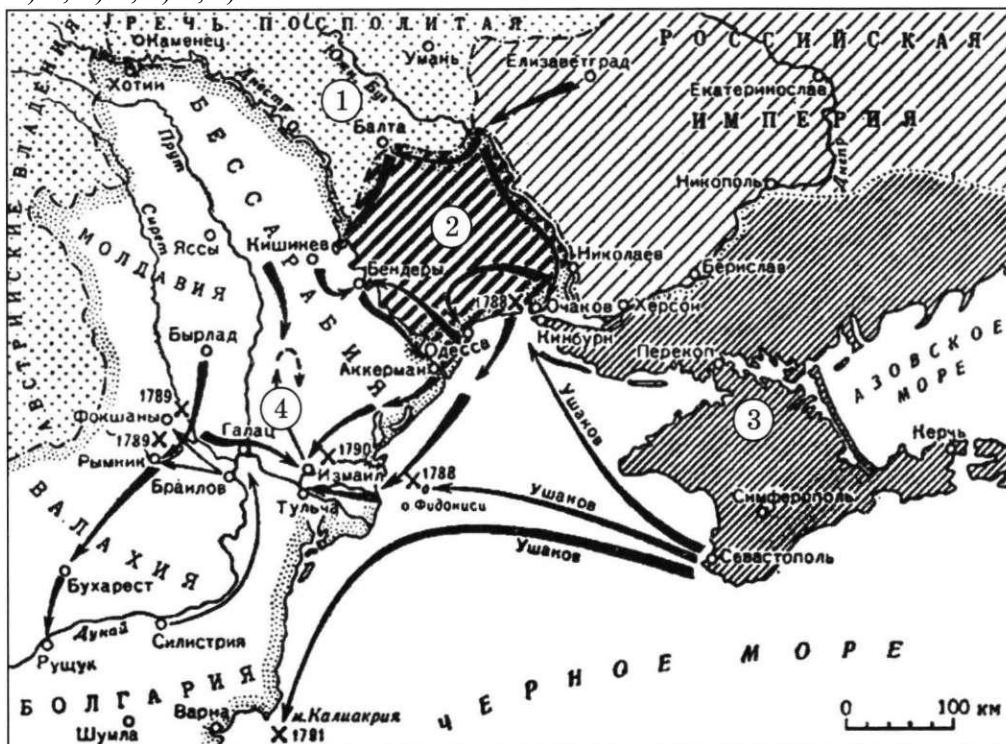 РЕЧЬ ПОСПОЛИТАЯ
РОССИЙСКАЯ
ИМПЕРИЯ
Каменец
Умань
Елизаветград
Хотин
Южн. Буг
Днестр
1
Балта
Екатеринослав
Днепр
Никополь
АВСТРИЙСКИЕ ВЛАДЕНИЯ
БЕССАРАБИЯ
Прут
Сирет
2
МОЛДАВИЯ
Яссы
Кишинев
Бендеры
Николаев
Берислав
1788
Очаков
Херсон
Кинбурн
Одесса
Перекоп
АЗОВСКОЕ
МОРЕ
Бырлад
Аккерман
1789
Фокшаны
4
Галац
Ушаков
3
Керчь
1789
Рымник
1790
Измаил
1788
Браилов
Тульча
о Фидониси
Ушаков
Симферополь
ВАЛАХИЯ
Ушаков
Севастополь
Бухарест
Дунай
Силистрия
Рущук
ЧЕРНОЕ МОРЕ
БОЛГАРИЯ
Варна
м. Калиакрия
Шумла
1791
0 100 км